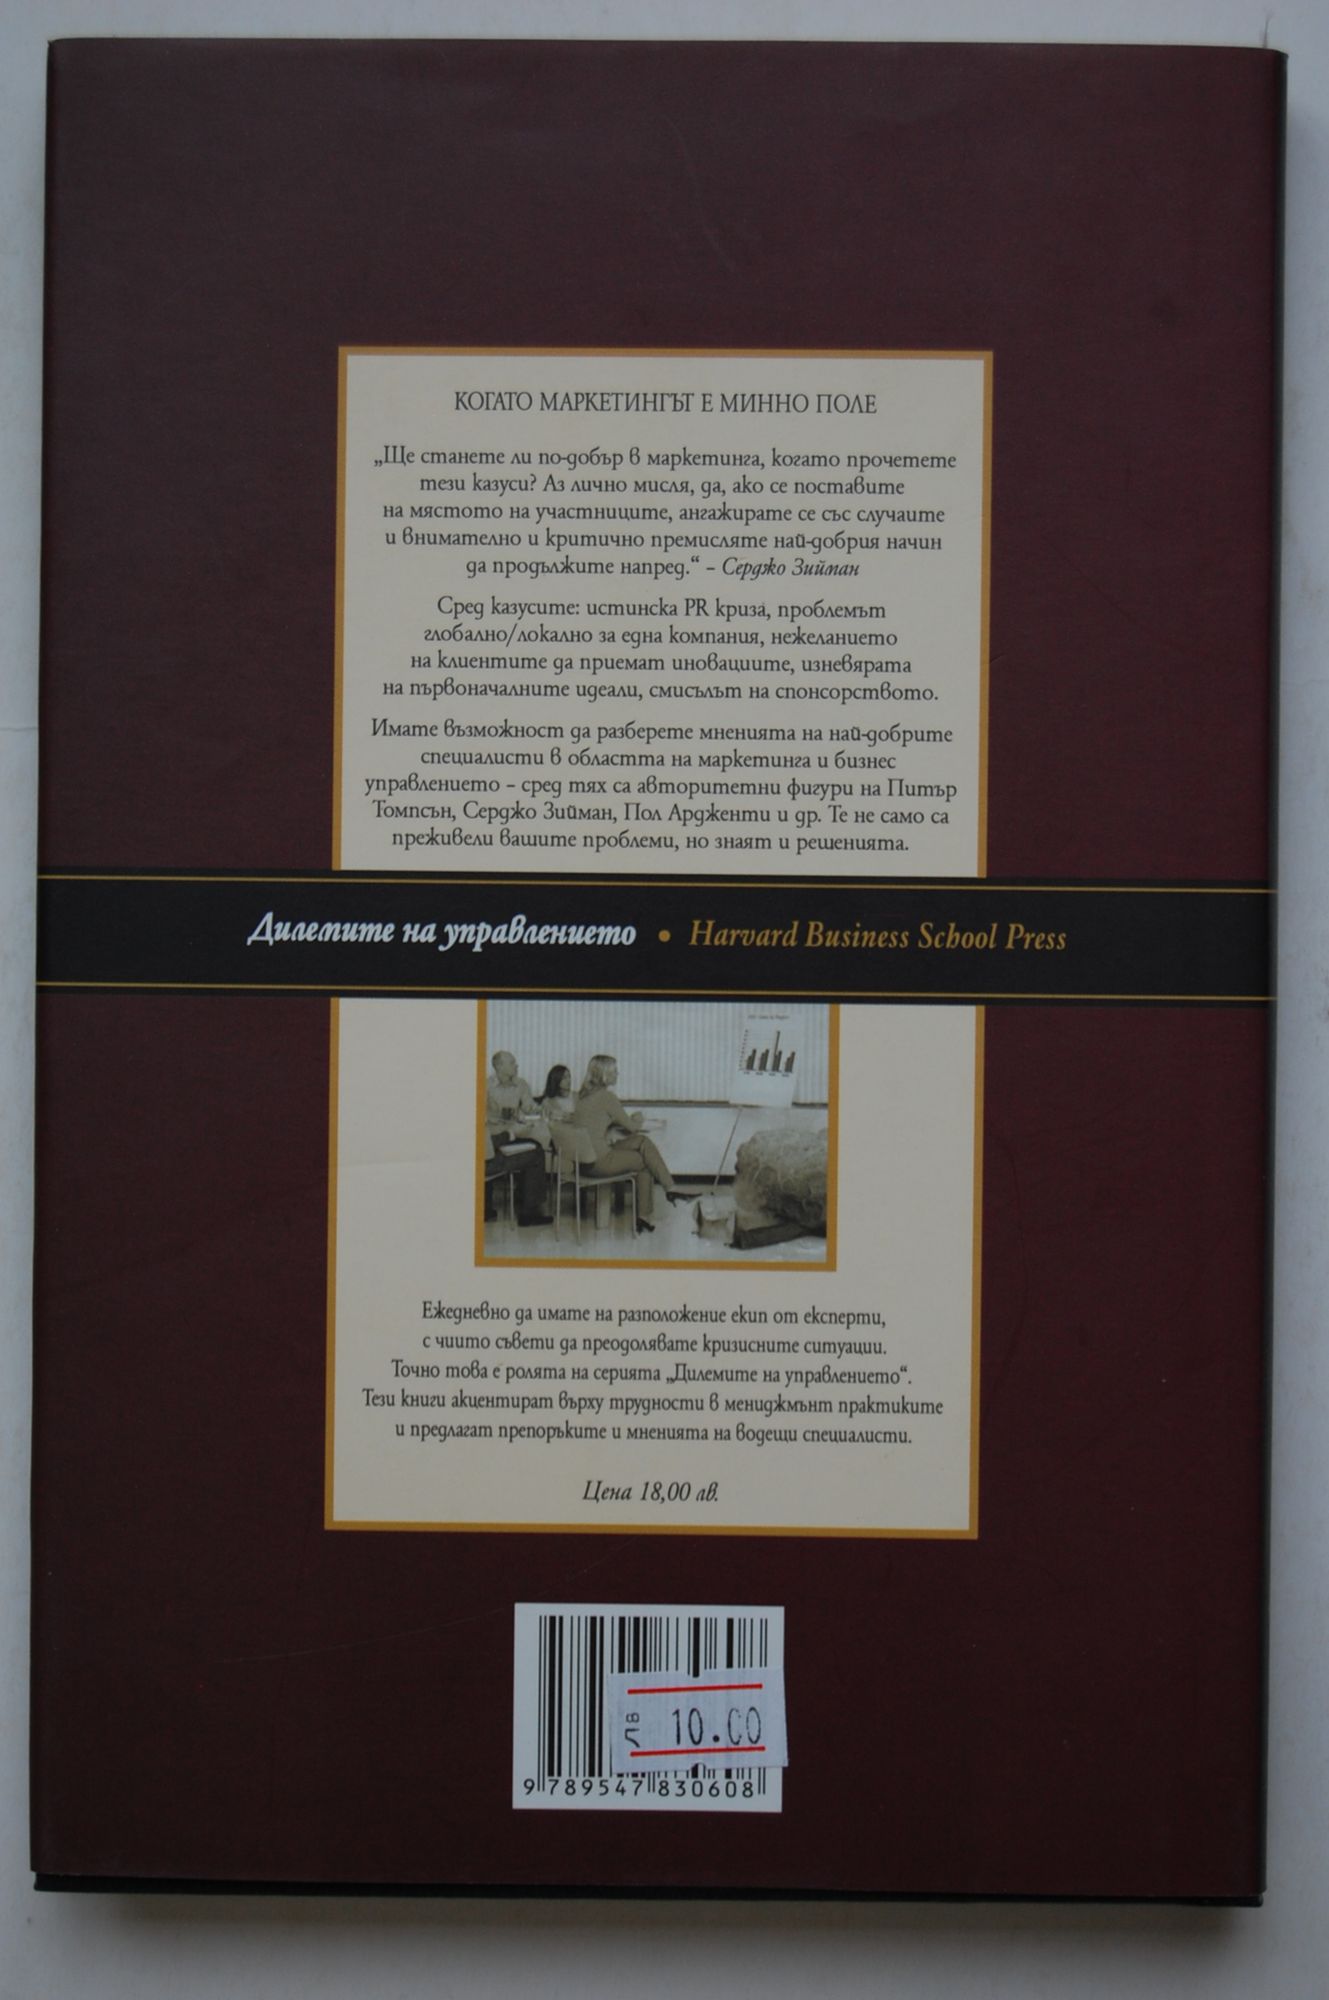 КОГАТО МАРКЕТИНГЪТ Е МИННО ПОЛЕ
„Ще станете ли по-добър в маркетинга, когато прочетете
тези казуси? Аз лично мисля, да, ако се поставите
на мястото на участниците, ангажирате се със случаите
и внимателно и критично премисляте най-добрия начин
да продължите напред.“ – Серджо Зийман
Сред казусите: истинска PR криза, проблемът
глобално/локално за една компания, нежеланието
на клиентите да приемат иновациите, изневярата
на първоначалните идеали, смисълът на спонсорството.
Имате възможност да разберете мненията на най-добрите
специалисти в областта на маркетинга и бизнес
управлението – сред тях са авторитетни фигури на Питър
Томпсън, Серджо Зийман, Пол Ардженти и др. Те не само са
преживели вашите проблеми, но знаят и решенията.
Дилемите на управлението • Harvard Business School Press
Ежедневно да имате на разположение екип от експерти,
с чиито съвети да преодолявате кризисните ситуации.
Точно това е ролята на серията „Дилемите на управлението“.
Тези книги акцентират върху трудности в мениджмънт практиките
и предлагат препоръките и мненията на водещи специалисти.
Цена 18,00 лв.
ЛВ 10.00
9 789547 830608